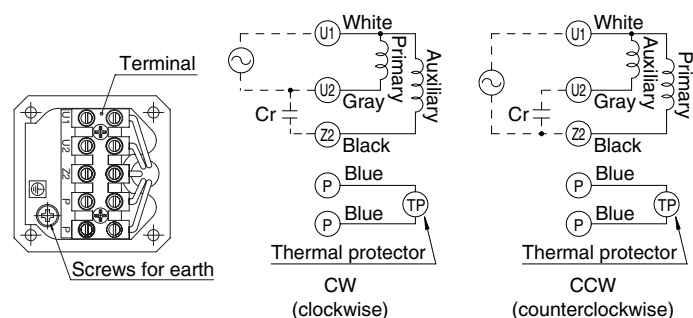 Terminal
U1
U2
Z2
P
P
Screws for earth
U1
White
Primary
Auxiliary
U2
Gray
Cr
Z2
Black
P
Blue
P
Blue
TP
Thermal protector
CW
(clockwise)
U1
White
Auxiliary
Primary
U2
Gray
Cr
Z2
Black
P
Blue
P
Blue
TP
Thermal protector
CCW
(counterclockwise)